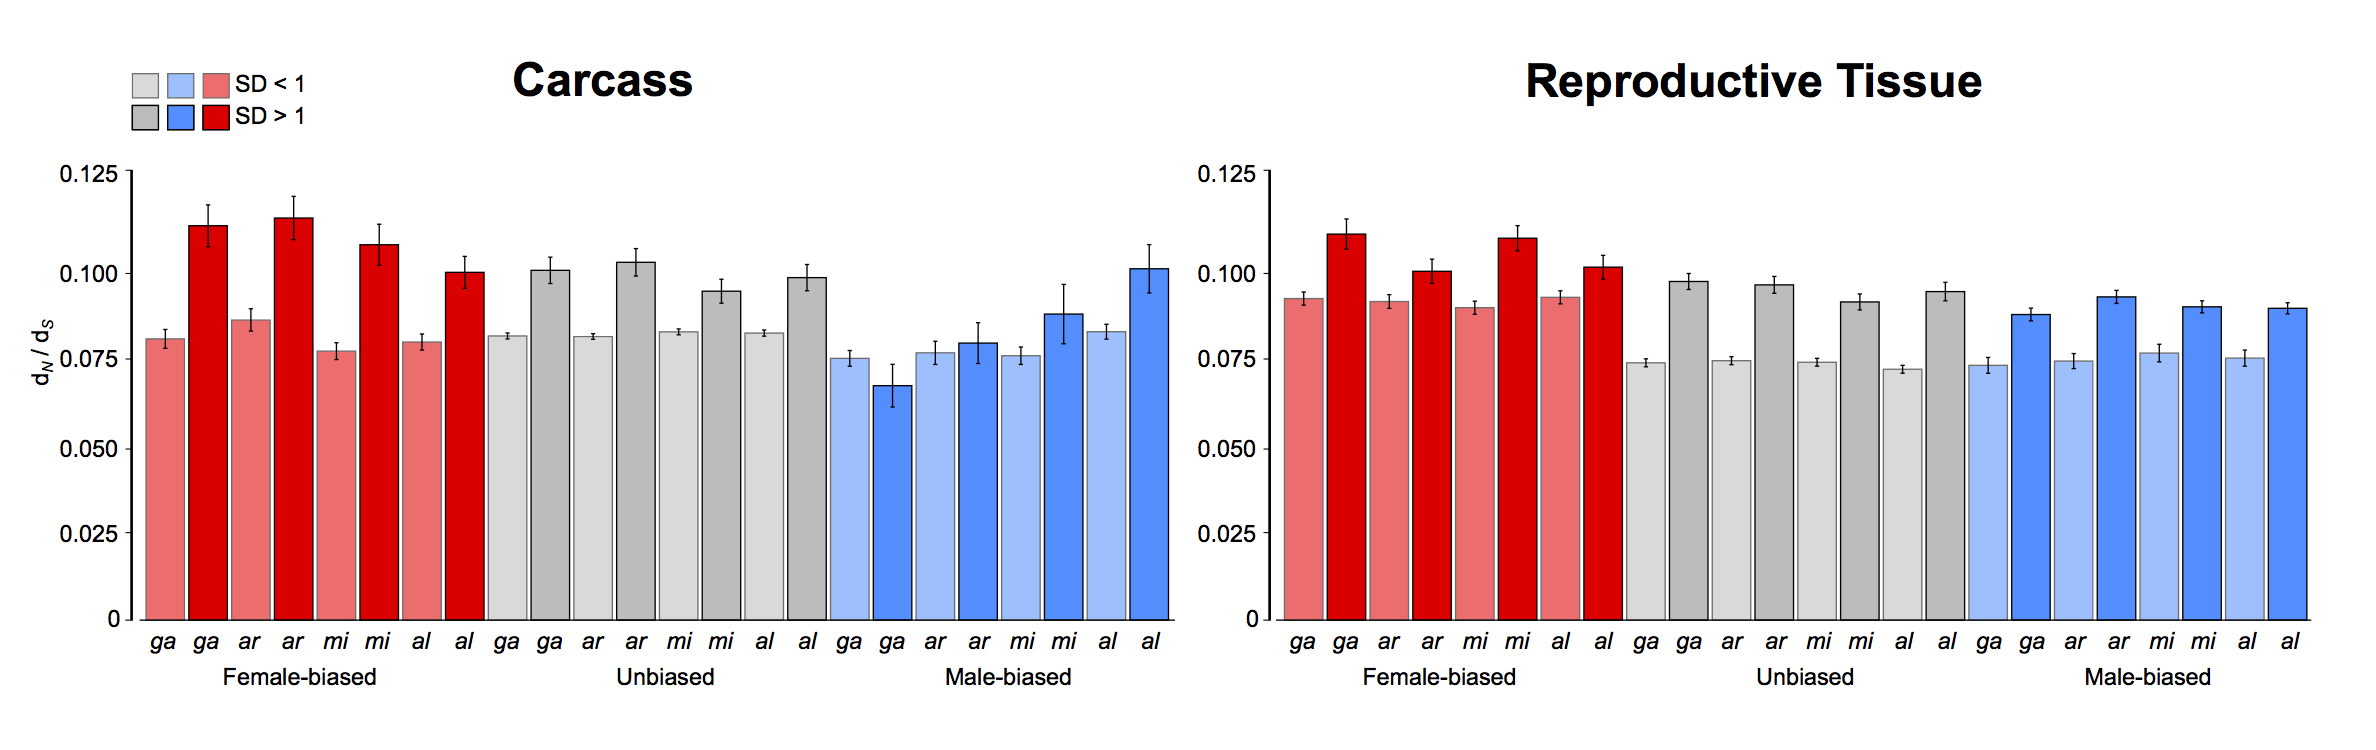 Carcass
SD < 1
SD > 1
0.125
0.100
0.075
0.050
0.025
0
dN / dS
ga ga ar ar mi mi al al ga ga ar ar mi mi al al ga ga ar ar mi mi al al
Female-biased Unbiased Male-biased
Reproductive Tissue
0.125
0.100
0.075
0.050
0.025
0
ga ga ar ar mi mi al al ga ga ar ar mi mi al al ga ga ar ar mi mi al al
Female-biased Unbiased Male-biased